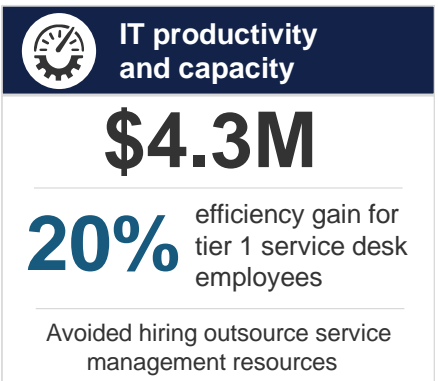 IT productivity
and capacity
$4.3M
20%
efficiency gain for
tier 1 service desk
employees
Avoided hiring outsource service
management resources